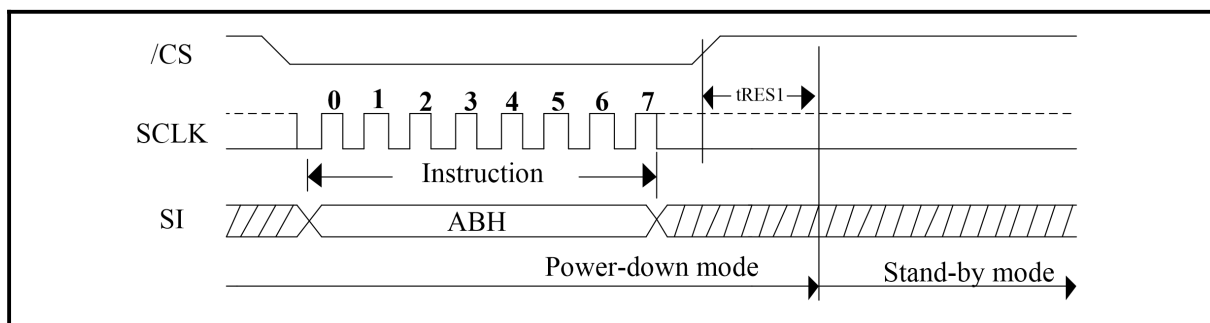 /CS
tRES1
0 1 2 3 4 5 6 7
SCLK
Instruction
SI
ABH
Power-down mode
Stand-by mode